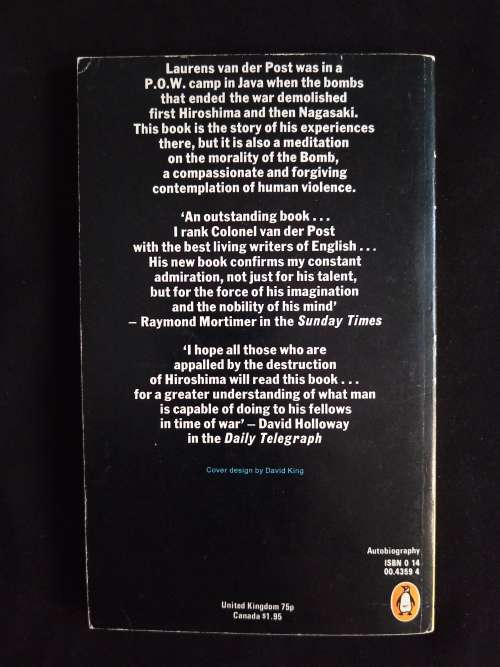 Laurens van der Post was in a
P.O.W. camp in Java when the bombs
that ended the war demolished
first Hiroshima and then Nagasaki.
This book is the story of his experiences
there, but it is also a meditation
on the morality of the Bomb,
a compassionate and forgiving
contemplation of human violence.
'An outstanding book . . .
I rank Colonel van der Post
with the best living writers of English . . .
His new book confirms my constant
admiration, not just for his talent,
but for the force of his imagination
and the nobility of his mind'
– Raymond Mortimer in the Sunday Times
'I hope all those who are
appalled by the destruction
of Hiroshima will read this book . . .
for a greater understanding of what man
is capable of doing to his fellows
in time of war' – David Holloway
in the Daily Telegraph
Cover design by David King
Autobiography
ISBN 0 14
00.4359 4
United Kingdom 75p
Canada $1.95